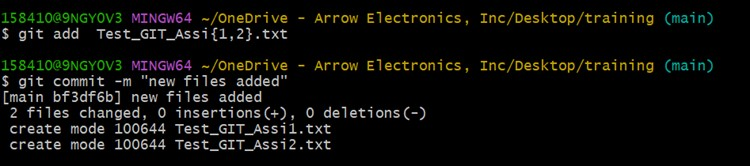 158410@9NGY0V3 MINGW64 ~/OneDrive - Arrow Electronics, Inc/Desktop/training (main)
$ git add  Test_GIT_Assi{1,2}.txt
158410@9NGY0V3 MINGW64 ~/OneDrive - Arrow Electronics, Inc/Desktop/training (main)
$ git commit -m "new files added"
[main bf3df6b] new files added
 2 files changed, 0 insertions(+), 0 deletions(-)
 create mode 100644 Test_GIT_Assi1.txt
 create mode 100644 Test_GIT_Assi2.txt